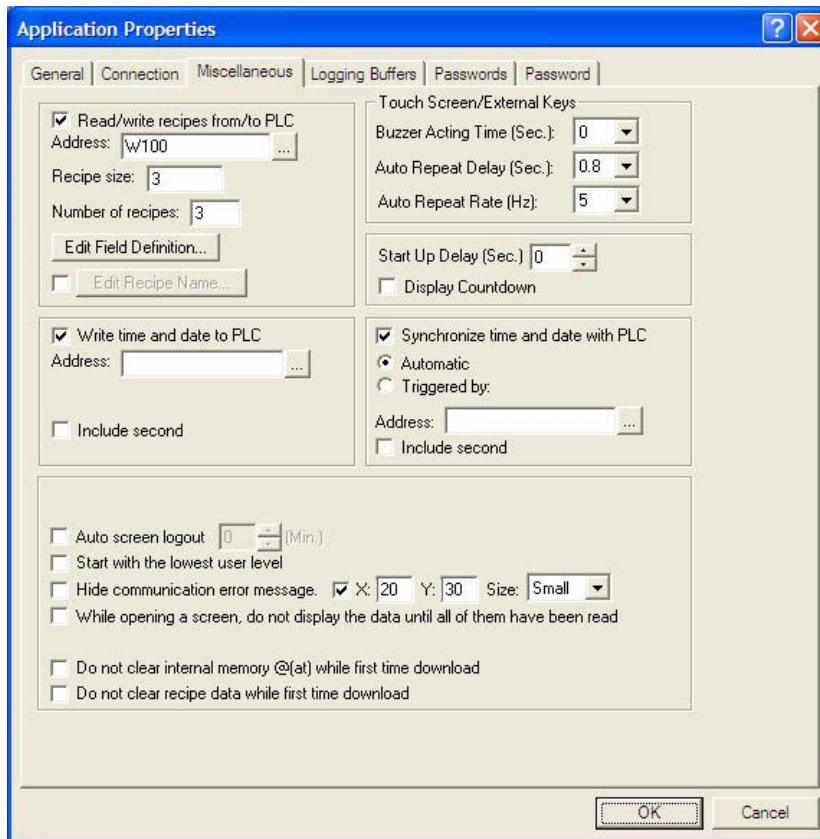 Application Properties
General Connection Miscellaneous Logging Buffers Passwords Password
Read/write recipes from/to PLC
Address: W100 ...
Recipe size: 3
Number of recipes: 3
Edit Field Definition...
Edit Recipe Name...
Touch Screen/External Keys
Buzzer Acting Time (Sec.): 0
Auto Repeat Delay (Sec.): 0.8
Auto Repeat Rate (Hz): 5
Start Up Delay (Sec.) 0
Display Countdown
Write time and date to PLC
Address: ...
Include second
Synchronize time and date with PLC
Automatic
Triggered by:
Address: ...
Include second
Auto screen logout 0 (Min.)
Start with the lowest user level
Hide communication error message. X: 20 Y: 30 Size: Small
While opening a screen, do not display the data until all of them have been read
Do not clear internal memory @(at) while first time download
Do not clear recipe data while first time download
OK Cancel